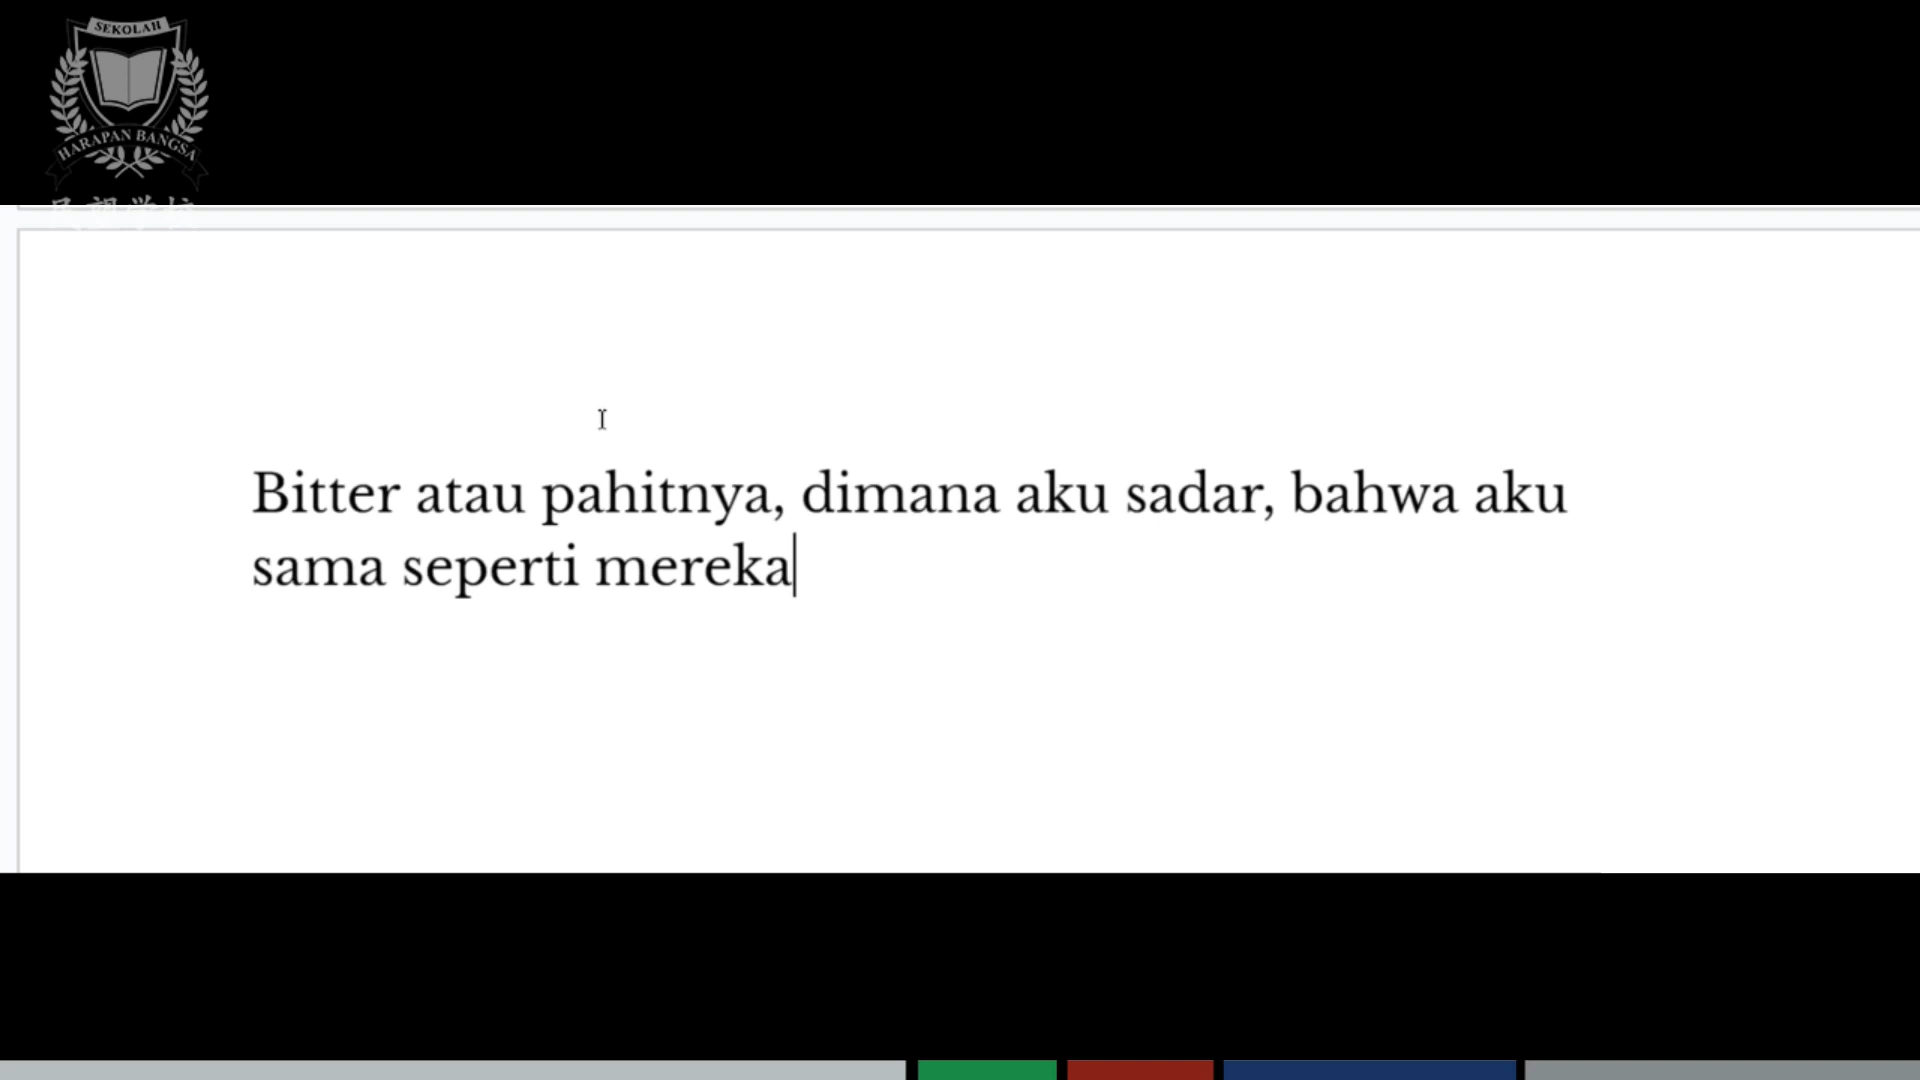 SEKOLAH
HARAPAN BANGSA
Bitter atau pahitnya, dimana aku sadar, bahwa aku
sama seperti mereka